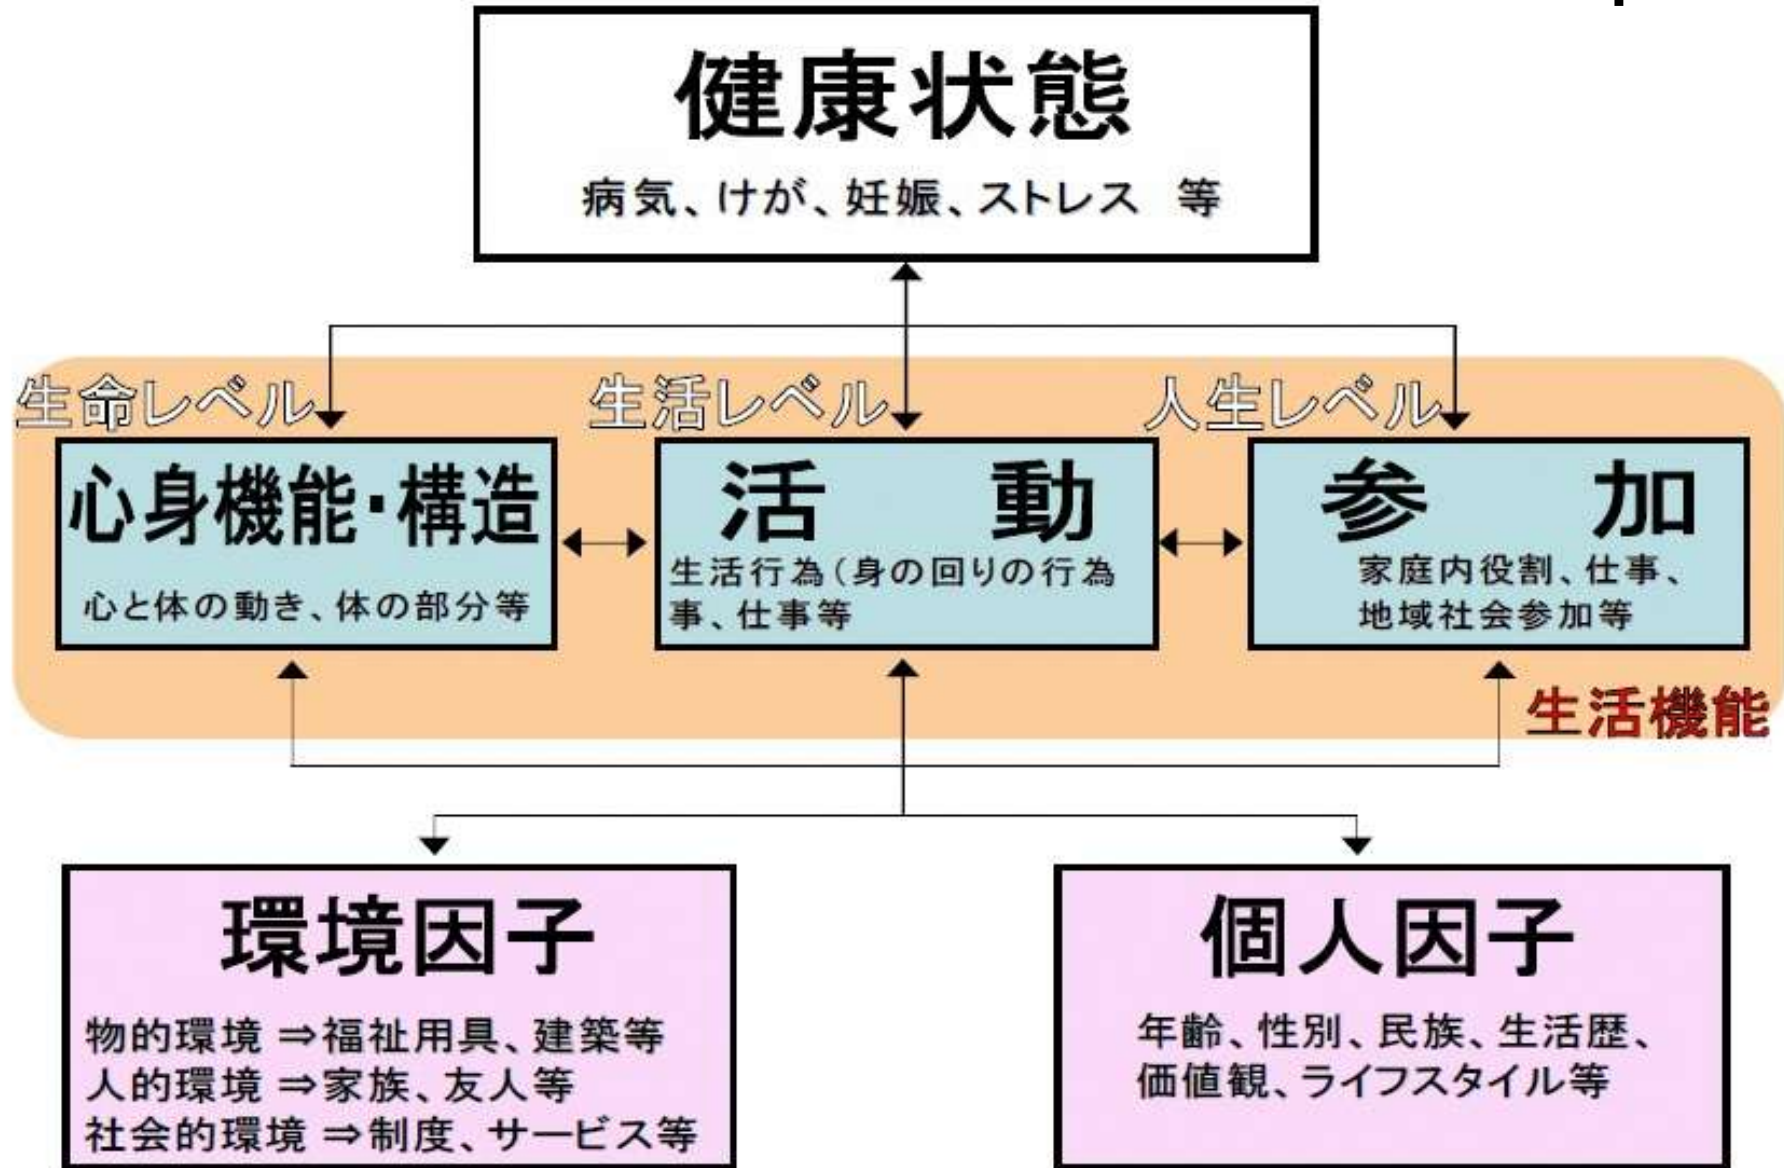 健康状態
病気、けが、妊娠、ストレス 等
生命レベル
生活レベル
人生レベル
心身機能・構造
心と体の動き、体の部分等
活 動
生活行為(身の回りの行為
事、仕事等
参 加
家庭内役割、仕事、
地域社会参加等
生活機能
環境因子
物的環境 ⇒福祉用具、建築等
人的環境 ⇒家族、友人等
社会的環境 ⇒制度、サービス等
個人因子
年齢、性別、民族、生活歴、
価値観、ライフスタイル等